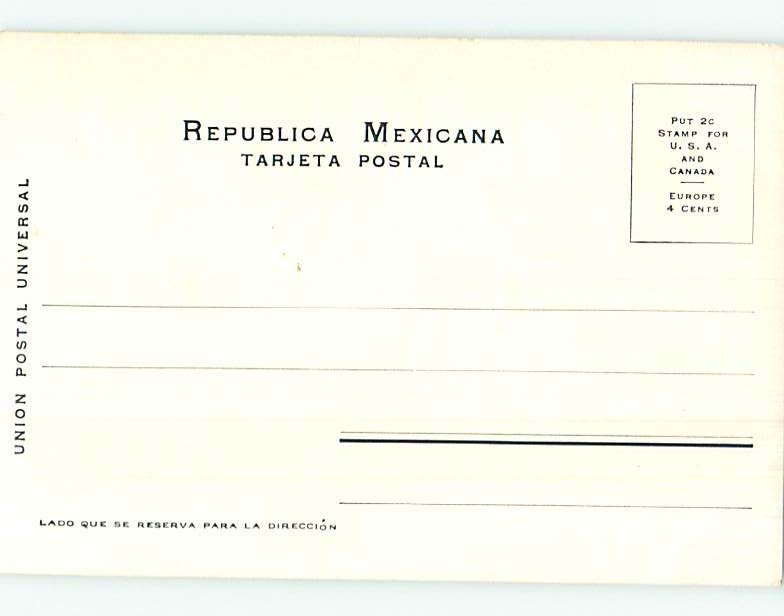 REPUBLICA MEXICANA
TARJETA POSTAL
PUT 2C
STAMP FOR
U. S. A.
AND
CANADA
EUROPE
4 CENTS
UNION POSTAL UNIVERSAL
LADO QUE SE RESERVA PARA LA DIRECCIÓN